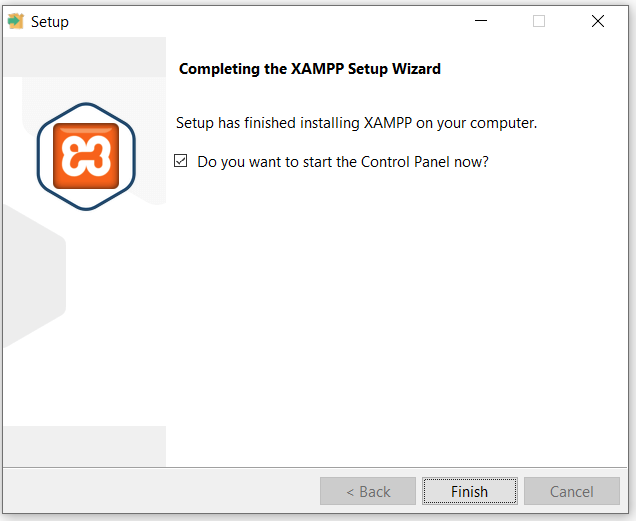 Setup
Completing the XAMPP Setup Wizard
Setup has finished installing XAMPP on your computer.
Do you want to start the Control Panel now?
< Back
Finish
Cancel